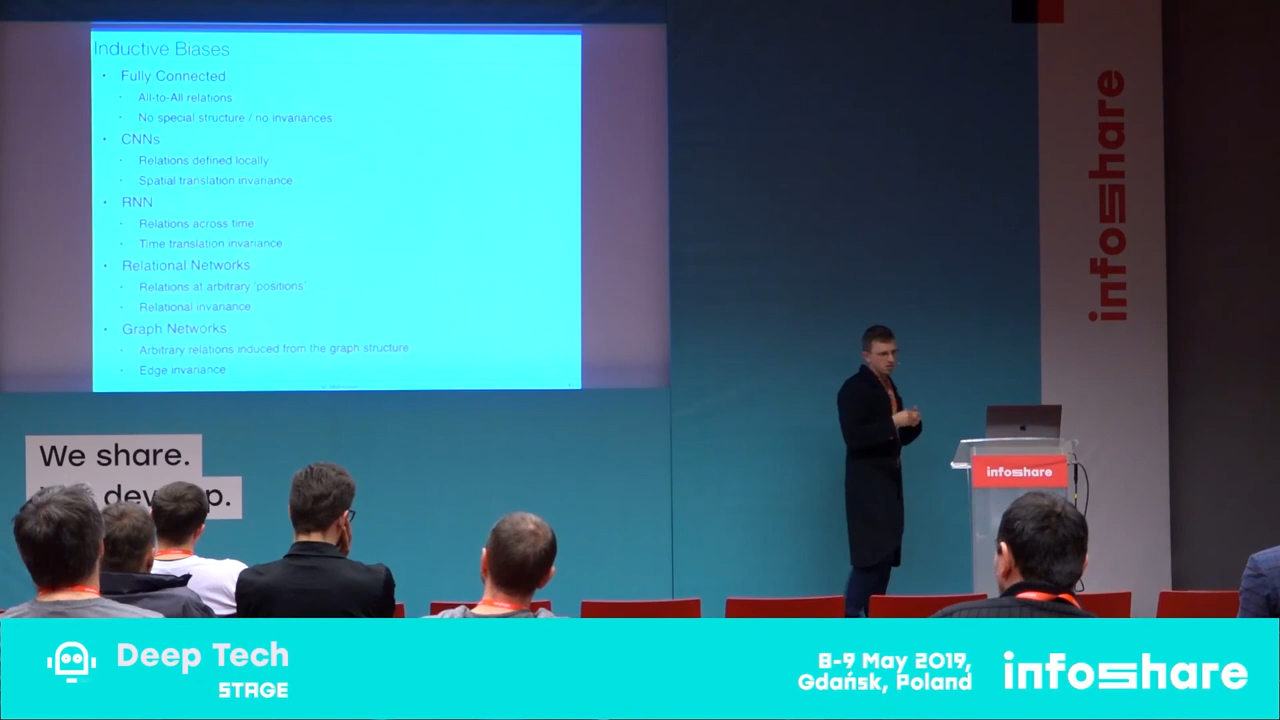 Inductive Biases
Fully Connected
All-to-All relations
No special structure / no invariances
CNNs
Relations defined locally
Spatial translation invariance
RNN
Relations across time
Time translation invariance
Relational Networks
Relations at arbitrary 'positions'
Relational invariance
Graph Networks
Arbitrary relations induced from the graph structure
Edge invariance
infoshare
We share.
infoshare
Deep Tech
STAGE
8-9 May 2019,
Gdańsk, Poland
infoshare